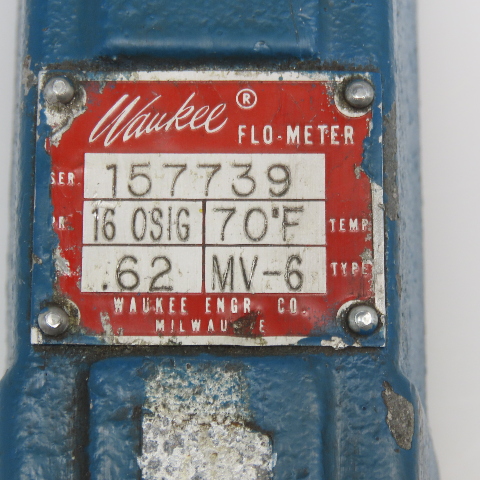 Waukee ®
FLO-METER
SER. 157739
PR. 16 OSIG 70°F TEMP.
.62 MV-6 TYPE
WAUKEE ENGR. CO.
MILWAUKEE